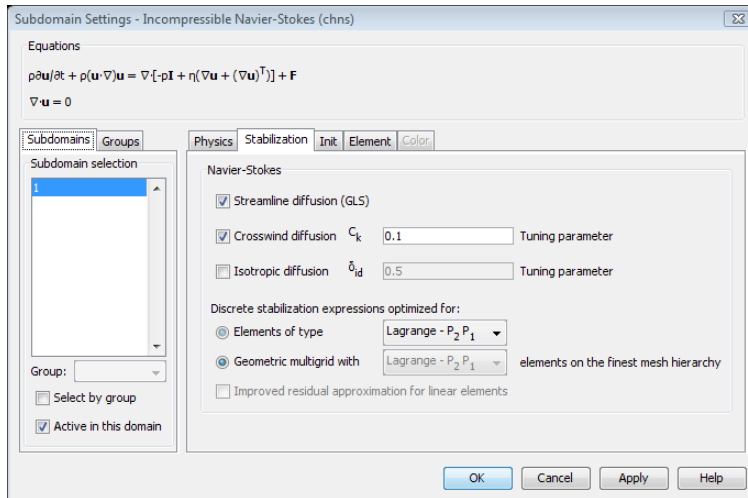 Subdomain Settings - Incompressible Navier-Stokes (chns)
Equations
ρ∂u/∂t + ρ(u·∇)u = ∇·[-pI + η(∇u + (∇u)ᵀ)] + F
∇·u = 0
Subdomains Groups
Subdomain selection
1
Group:
Select by group
Active in this domain
Physics Stabilization Init Element Color
Navier-Stokes
Streamline diffusion (GLS)
Crosswind diffusion Cₖ 0.1 Tuning parameter
Isotropic diffusion δid 0.5 Tuning parameter
Discrete stabilization expressions optimized for:
Elements of type Lagrange - P₂ P₁
Geometric multigrid with Lagrange - P₂ P₁ elements on the finest mesh hierarchy
Improved residual approximation for linear elements
OK Cancel Apply Help